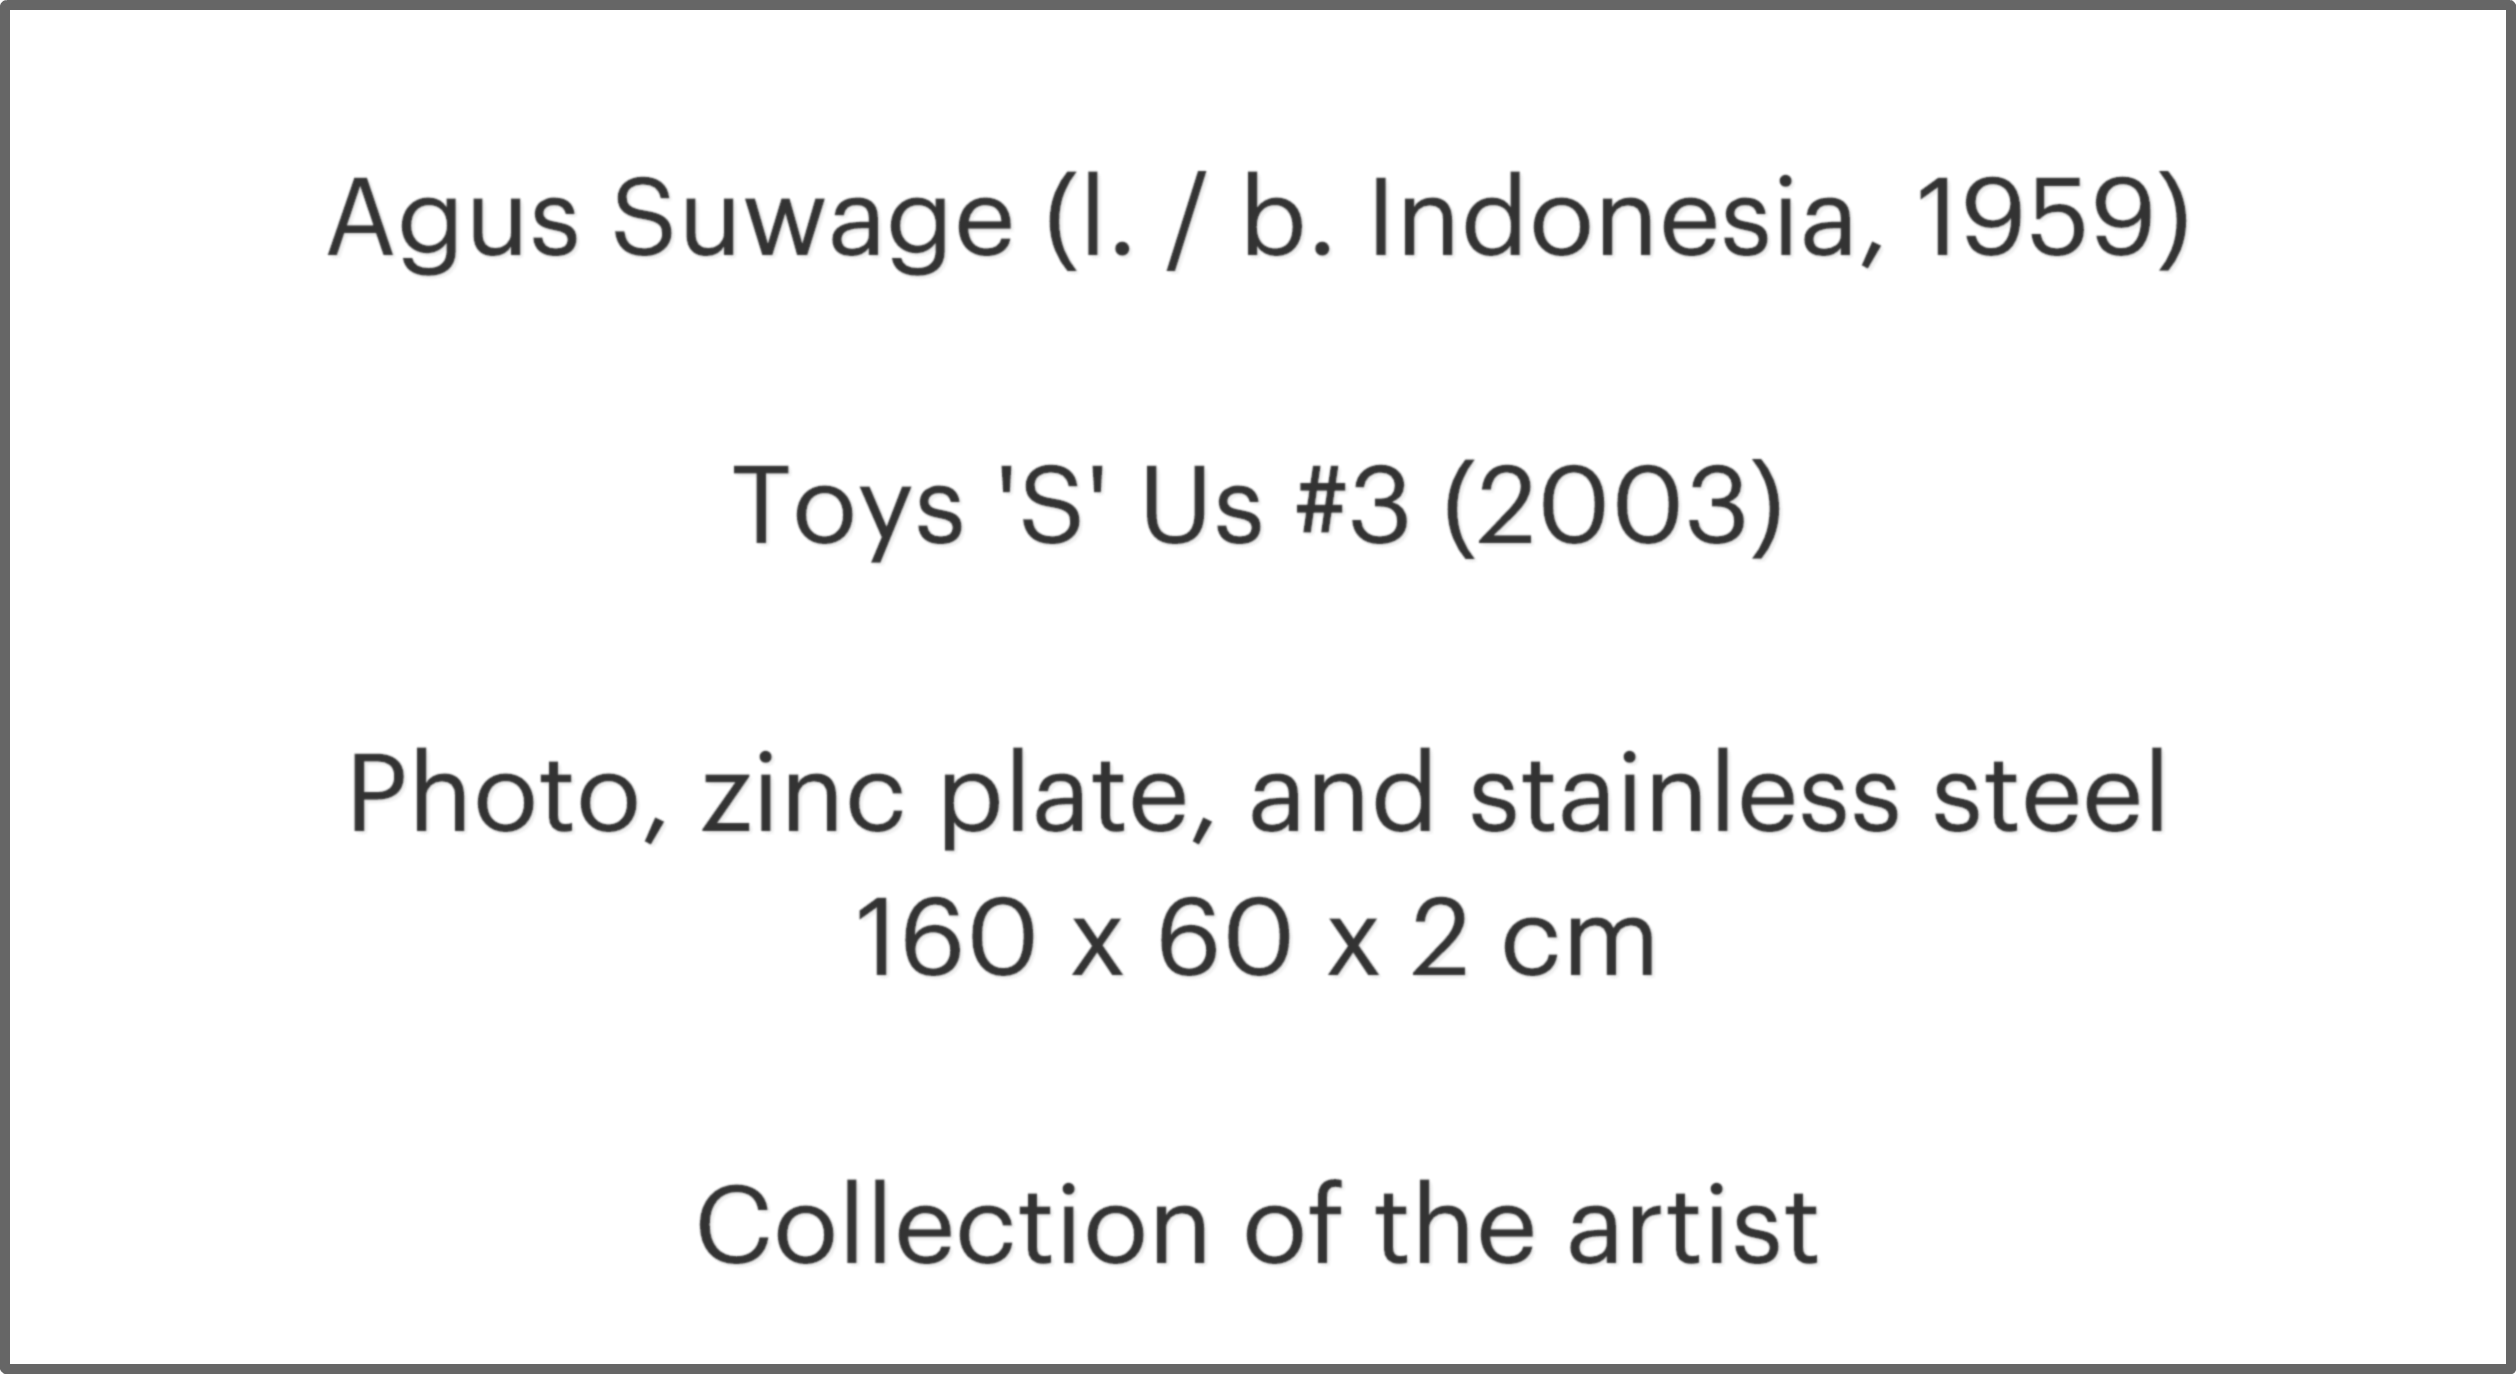 Agus Suwage (l. / b. Indonesia, 1959)
Toys 'S' Us #3 (2003)
Photo, zinc plate, and stainless steel
160 x 60 x 2 cm
Collection of the artist